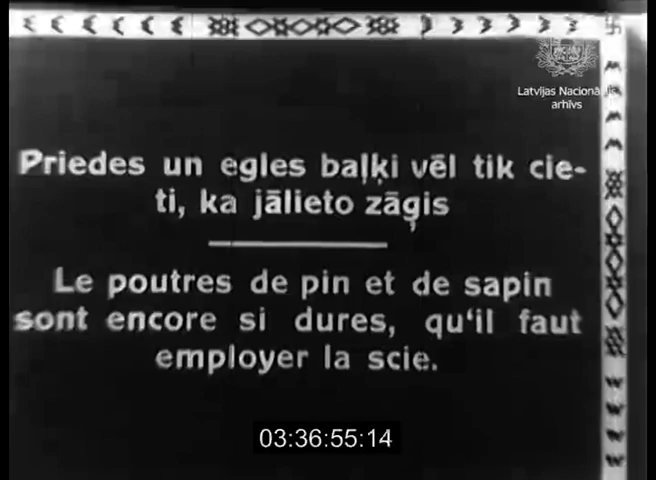 Latvijas Nacionālais
arhīvs
Priedes un egles baļķi vēl tik cie-
ti, ka jālieto zāģis
Le poutres de pin et de sapin
sont encore si dures, qu'il faut
employer la scie.
03:36:55:14